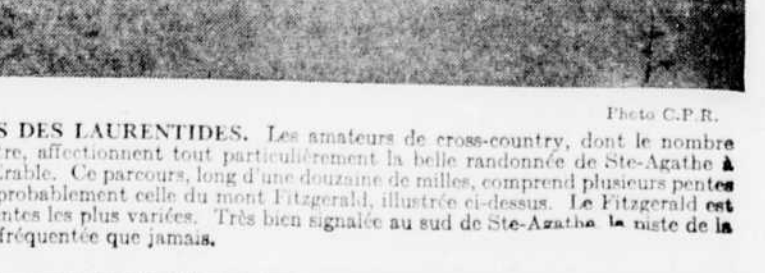 Photo C.P.R.
S DES LAURENTIDES. Les amateurs de cross-country, dont le nombre
tre, affectionnent tout particulièrement la belle randonnée de Ste-Agathe à
rable. Ce parcours, long d'une douzaine de milles, comprend plusieurs pentes
probablement celle du mont Fitzgerald, illustrée ci-dessus. Le Fitzgerald est
ntes les plus variées. Très bien signalée au sud de Ste-Agathe la piste de la
fréquentée que jamais.